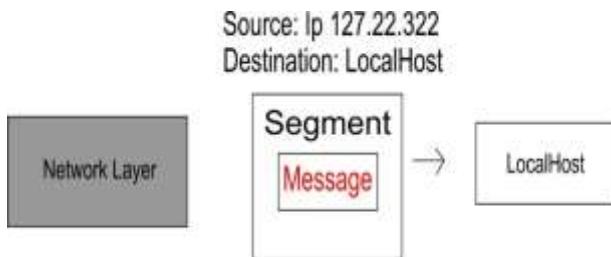 Source: Ip 127.22.322
Destination: LocalHost
Network Layer
Segment
Message
LocalHost